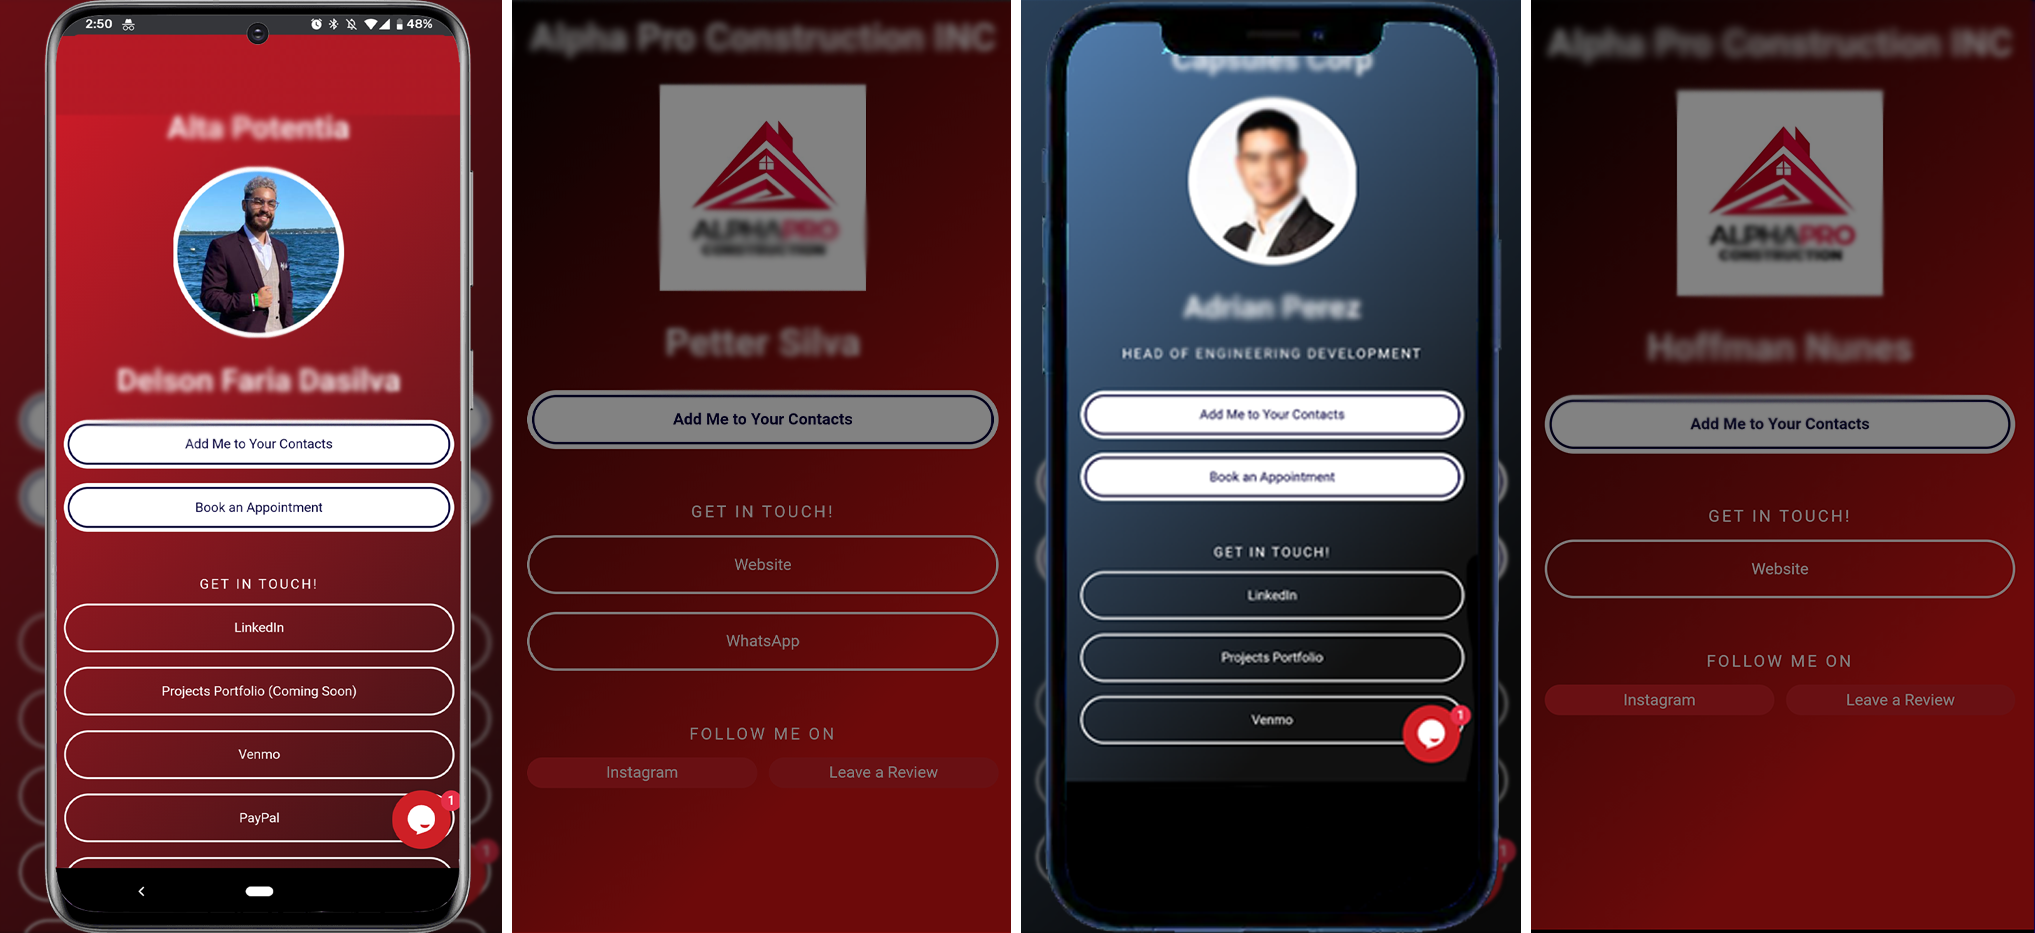 2:50 48%
Alta Potentia
Delson Faria Dasilva
Add Me to Your Contacts
Book an Appointment
GET IN TOUCH!
LinkedIn
Projects Portfolio (Coming Soon)
Venmo
PayPal
1
1
Alpha Pro Construction INC
ALPHAPRO
CONSTRUCTION
Petter Silva
Add Me to Your Contacts
GET IN TOUCH!
Website
WhatsApp
FOLLOW ME ON
Instagram Leave a Review
Capsules Corp
Adrian Perez
HEAD OF ENGINEERING DEVELOPMENT
Add Me to Your Contacts
Book an Appointment
GET IN TOUCH!
LinkedIn
Projects Portfolio
Venmo
1
1
Alpha Pro Construction INC
ALPHAPRO
CONSTRUCTION
Hoffman Nunes
Add Me to Your Contacts
GET IN TOUCH!
Website
FOLLOW ME ON
Instagram Leave a Review